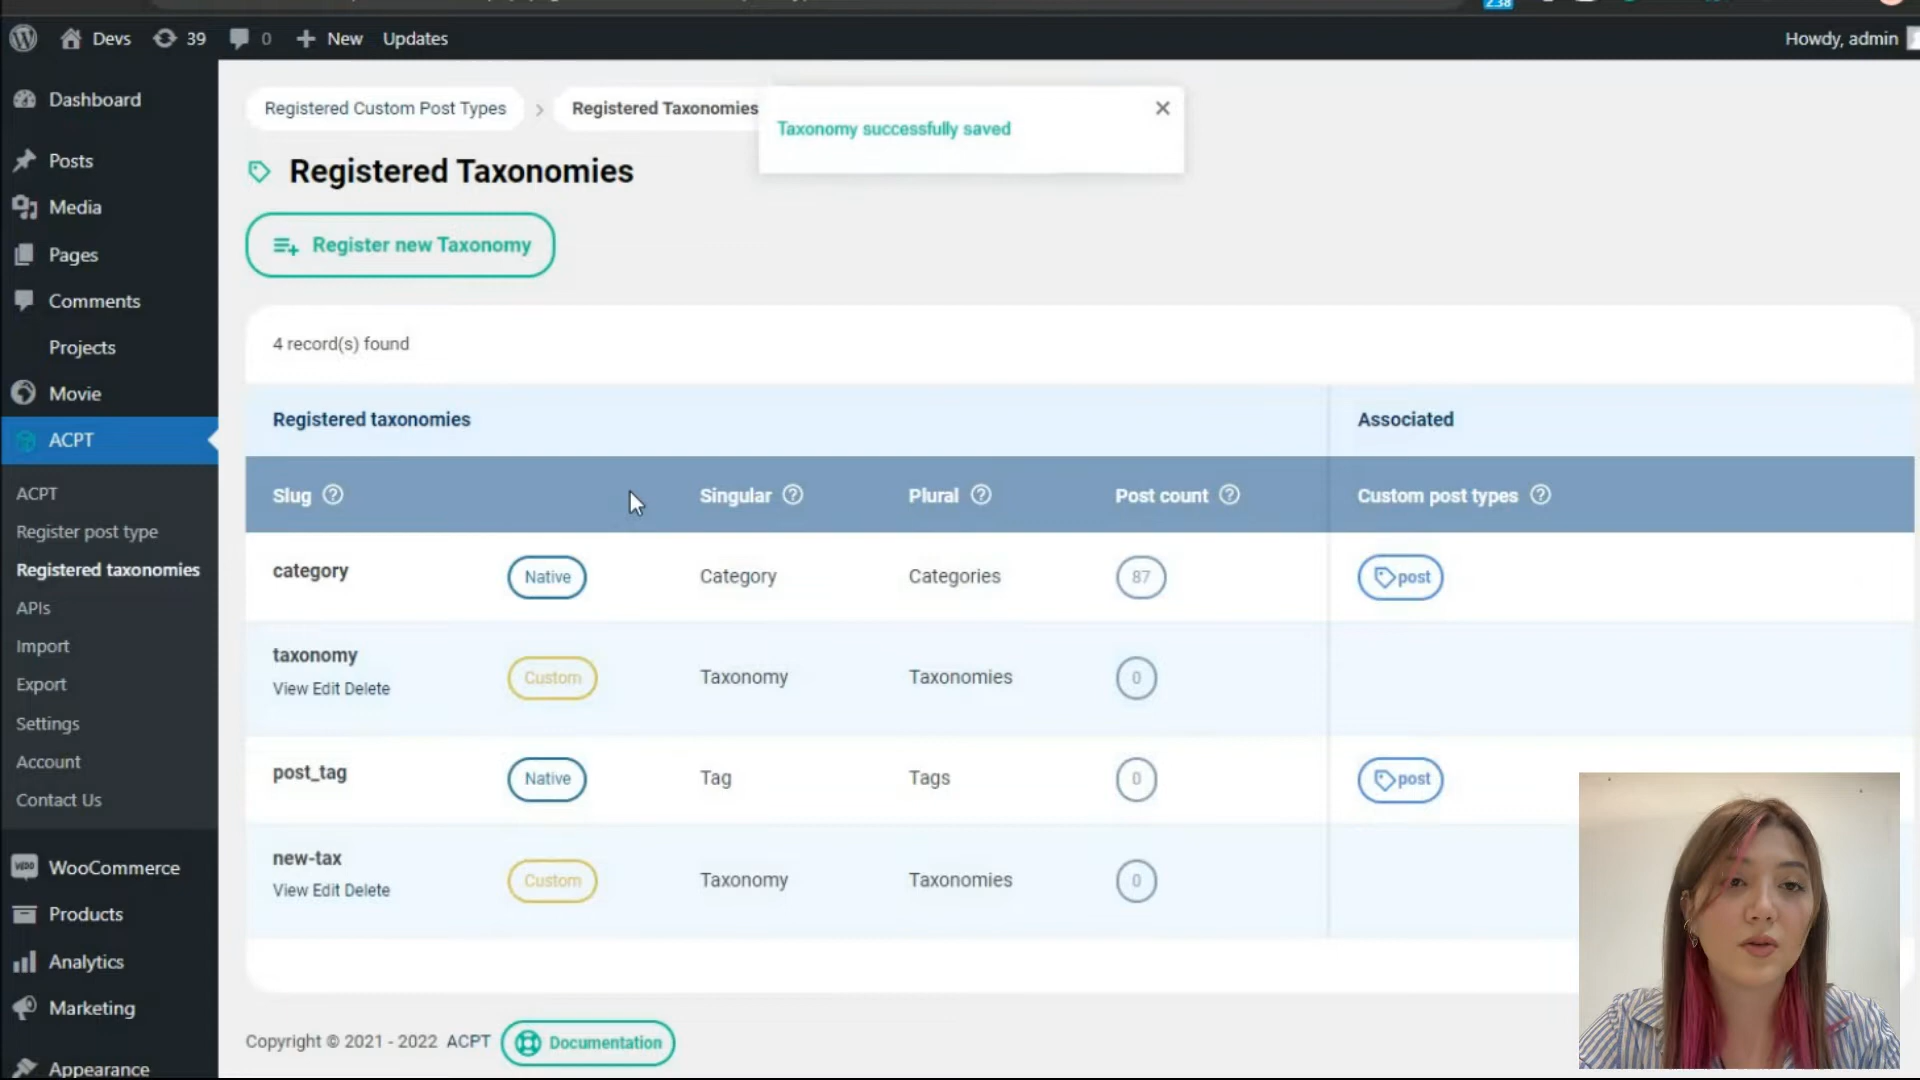 2.38
Devs 39 0 New Updates
Howdy, admin
Dashboard
Posts
Media
Pages
Comments
Projects
Movie
ACPT
ACPT
Register post type
Registered taxonomies
APIs
Import
Export
Settings
Account
Contact Us
WooCommerce
Products
Analytics
Marketing
Appearance
Registered Custom Post Types > Registered Taxonomies
Taxonomy successfully saved
Registered Taxonomies
Register new Taxonomy
4 record(s) found
Registered taxonomies Associated
Slug Singular Plural Post count Custom post types
category Native Category Categories 87 post
taxonomy Custom Taxonomy Taxonomies 0
View Edit Delete
post_tag Native Tag Tags 0 post
new-tax Custom Taxonomy Taxonomies 0
View Edit Delete
Copyright © 2021 - 2022 ACPT Documentation